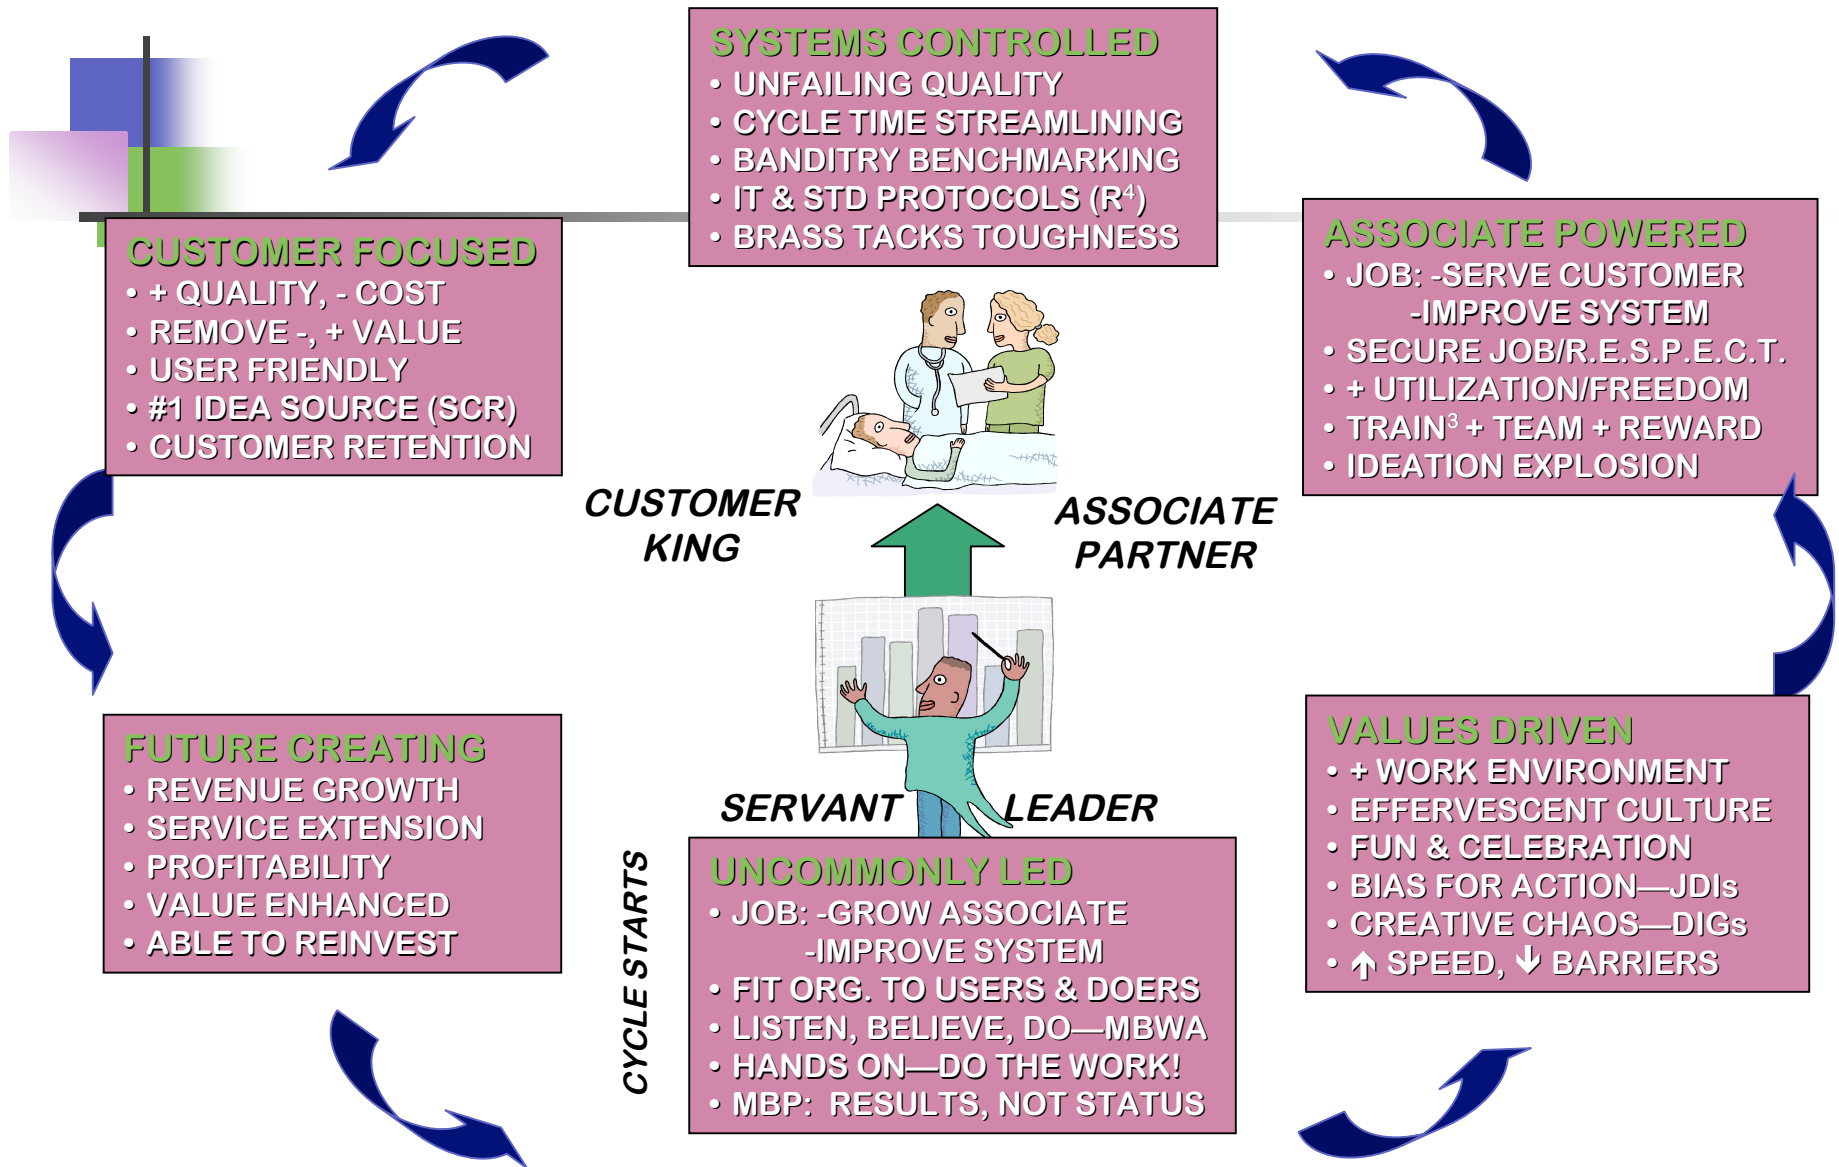 SYSTEMS CONTROLLED
• UNFAILING QUALITY
• CYCLE TIME STREAMLINING
• BANDITRY BENCHMARKING
• IT & STD PROTOCOLS (R⁴)
• BRASS TACKS TOUGHNESS
CUSTOMER FOCUSED
• + QUALITY, - COST
• REMOVE -, + VALUE
• USER FRIENDLY
• #1 IDEA SOURCE (SCR)
• CUSTOMER RETENTION
ASSOCIATE POWERED
• JOB: -SERVE CUSTOMER
-IMPROVE SYSTEM
• SECURE JOB/R.E.S.P.E.C.T.
• + UTILIZATION/FREEDOM
• TRAIN³ + TEAM + REWARD
• IDEATION EXPLOSION
CUSTOMER
KING
ASSOCIATE
PARTNER
FUTURE CREATING
• REVENUE GROWTH
• SERVICE EXTENSION
• PROFITABILITY
• VALUE ENHANCED
• ABLE TO REINVEST
SERVANT LEADER
CYCLE STARTS
UNCOMMONLY LED
• JOB: -GROW ASSOCIATE
-IMPROVE SYSTEM
• FIT ORG. TO USERS & DOERS
• LISTEN, BELIEVE, DO—MBWA
• HANDS ON—DO THE WORK!
• MBP: RESULTS, NOT STATUS
VALUES DRIVEN
• + WORK ENVIRONMENT
• EFFERVESCENT CULTURE
• FUN & CELEBRATION
• BIAS FOR ACTION—JDIs
• CREATIVE CHAOS—DIGs
• ↑ SPEED, ↓ BARRIERS